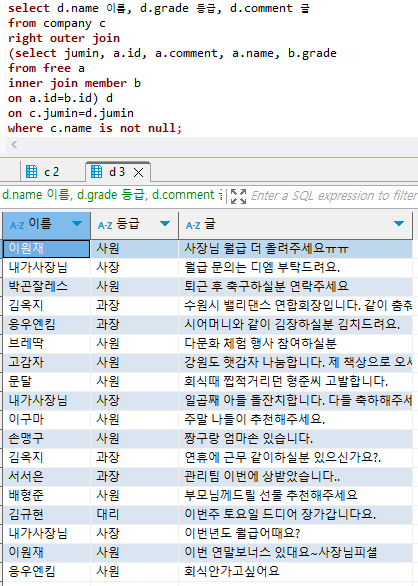 select d.name 이름, d.grade 등급, d.comment 글
from company c
right outer join
(select jumin, a.id, a.comment, a.name, b.grade
from free a
inner join member b
on a.id=b.id) d
on c.jumin=d.jumin
where c.name is not null;
c 2 d 3
d.name 이름, d.grade 등급, d.comment 글 Enter a SQL expression to filter
A-Z 이름 A-Z 등급 A-Z 글
이원재 사원 사장님 월급 더 올려주세요ㅠㅠ
내가사장님 사장 월급 문의는 디엠 부탁드려요.
박곤잘레스 사원 퇴근 후 축구하실분 연락주세요
김옥지 과장 수원시 밸리댄스 연합회장입니다. 같이 춤춰
응우엔킴 과장 시어머니와 같이 김장하실분 김치드려요.
브레딱 사원 다문화 체험 행사 참여하실분
고감자 사원 강원도 햇감자 나눔합니다. 제 책상으로 오세
문달 사원 회식때 찝적거리던 형준씨 고발합니다.
내가사장님 사장 일곱째 아들 돌잔치합니다. 다들 축하해주세
이구마 사원 주말 나들이 추천해주세요.
손맹구 사원 짱구랑 엄마손 있습니다.
김옥지 과장 연휴에 근무 같이하실분 있으신가요?.
서서은 과장 관리팀 이번에 상받았습니다..
배형준 사원 부모님께드릴 선물 추천해주세요
김규현 대리 이번주 토요일 드디어 장가갑니다요.
내가사장님 사장 이번년도 월급어때요?
이원재 사원 이번 연말보너스 있대요~사장님피셜
응우엔킴 사원 회식안가고싶어요